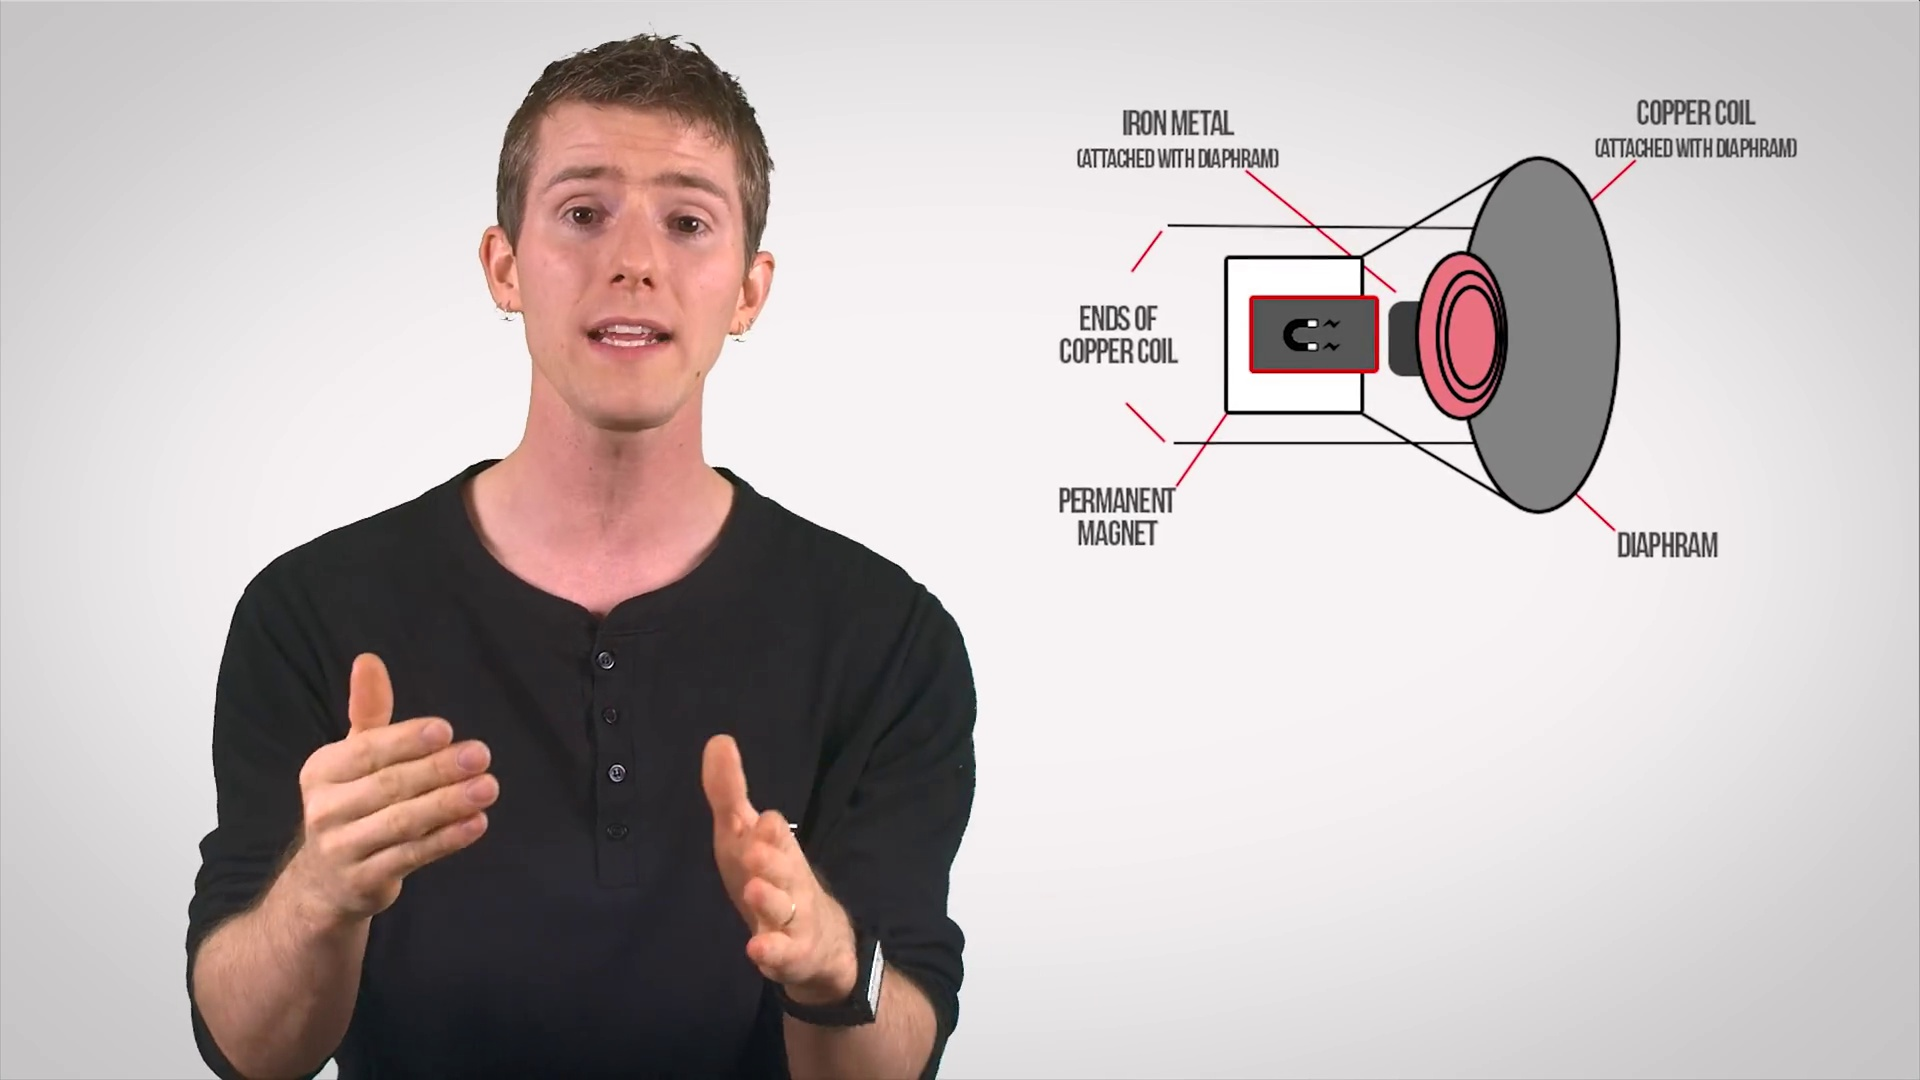 IRON METAL
(ATTACHED WITH DIAPHRAM)
COPPER COIL
(ATTACHED WITH DIAPHRAM)
ENDS OF
COPPER COIL
PERMANENT
MAGNET
DIAPHRAM